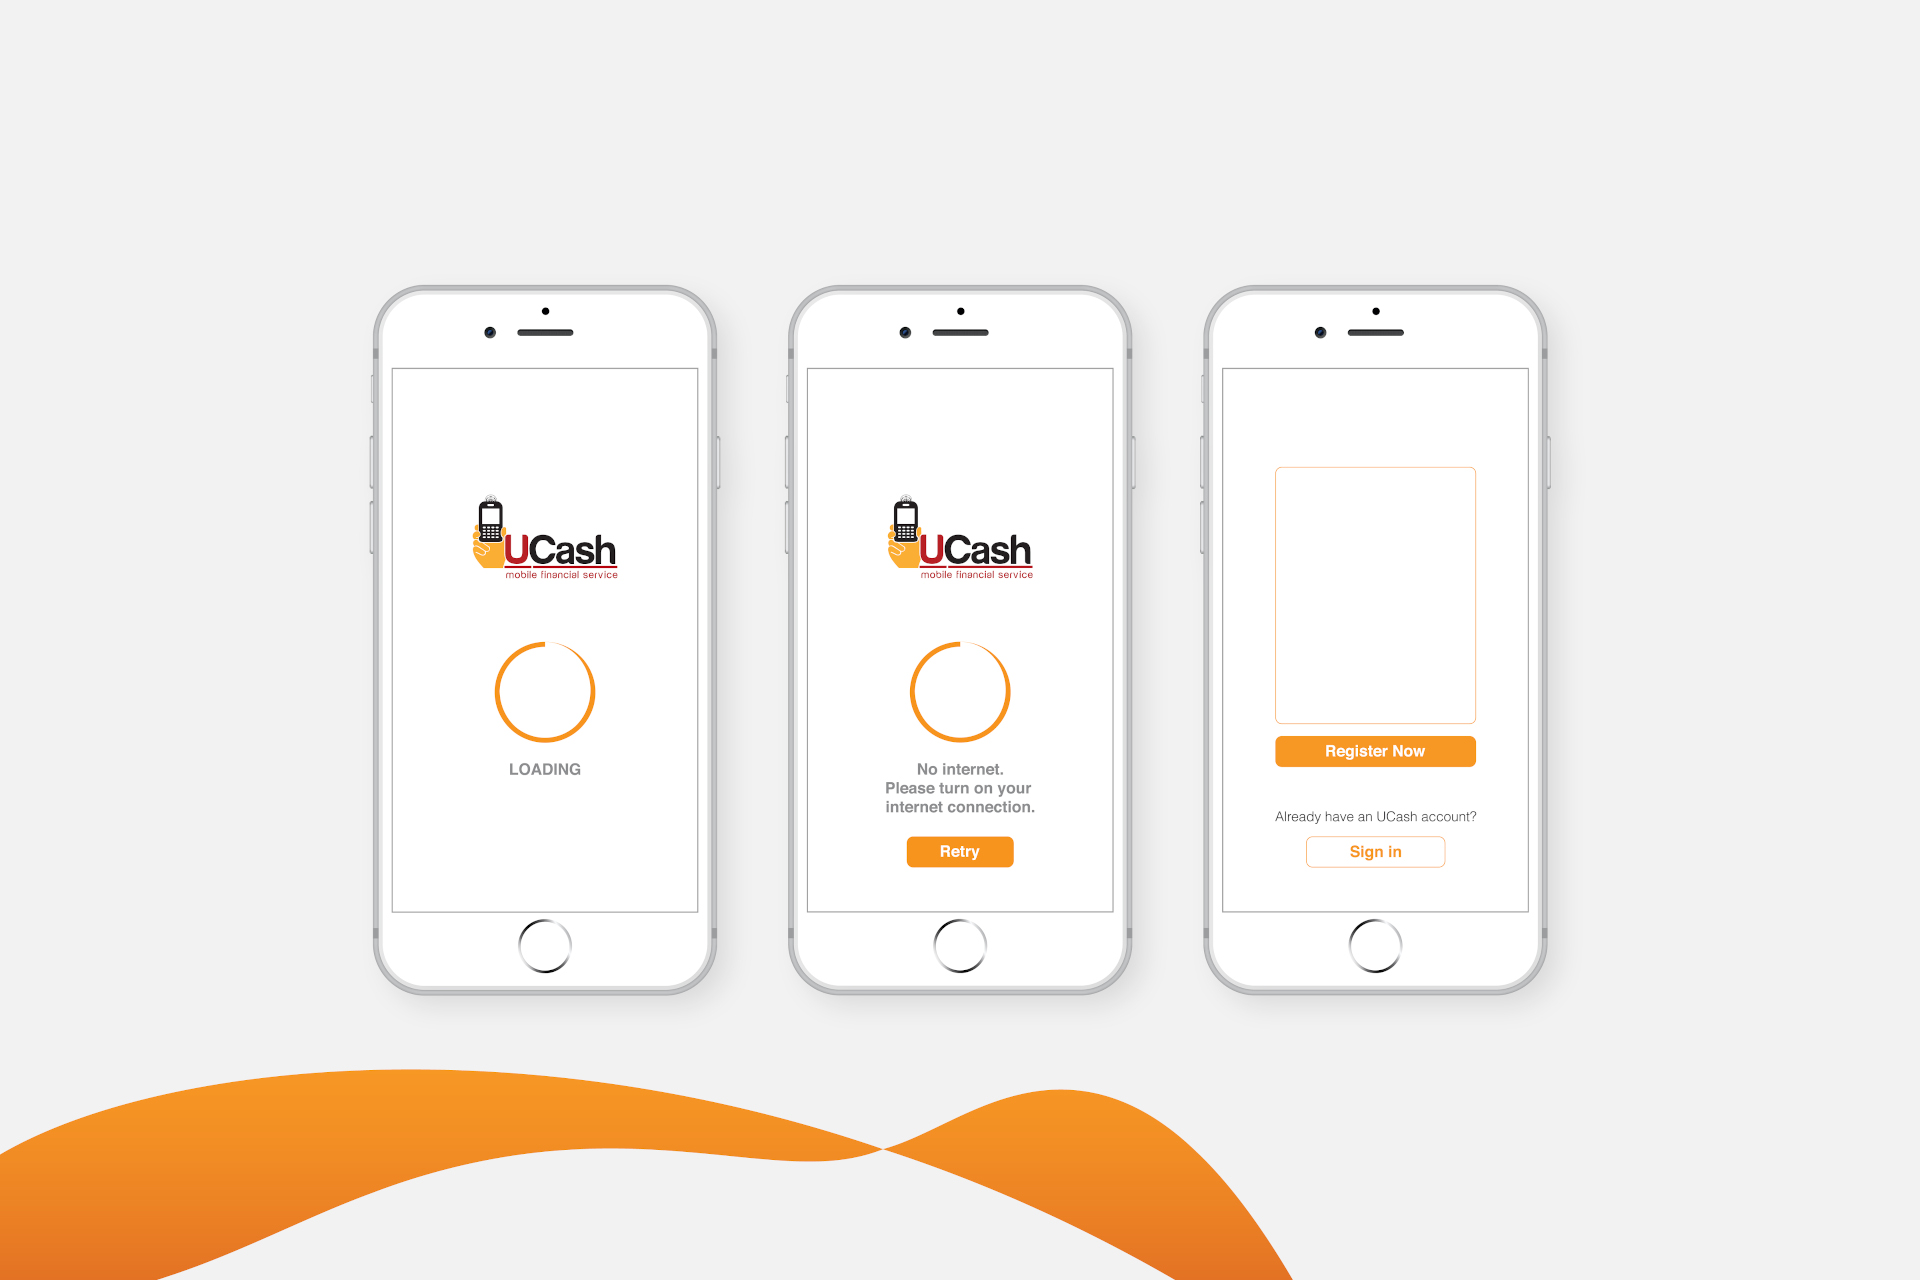 UCash
mobile financial service
LOADING
UCash
mobile financial service
No internet.
Please turn on your
internet connection.
Retry
Register Now
Already have an UCash account?
Sign in